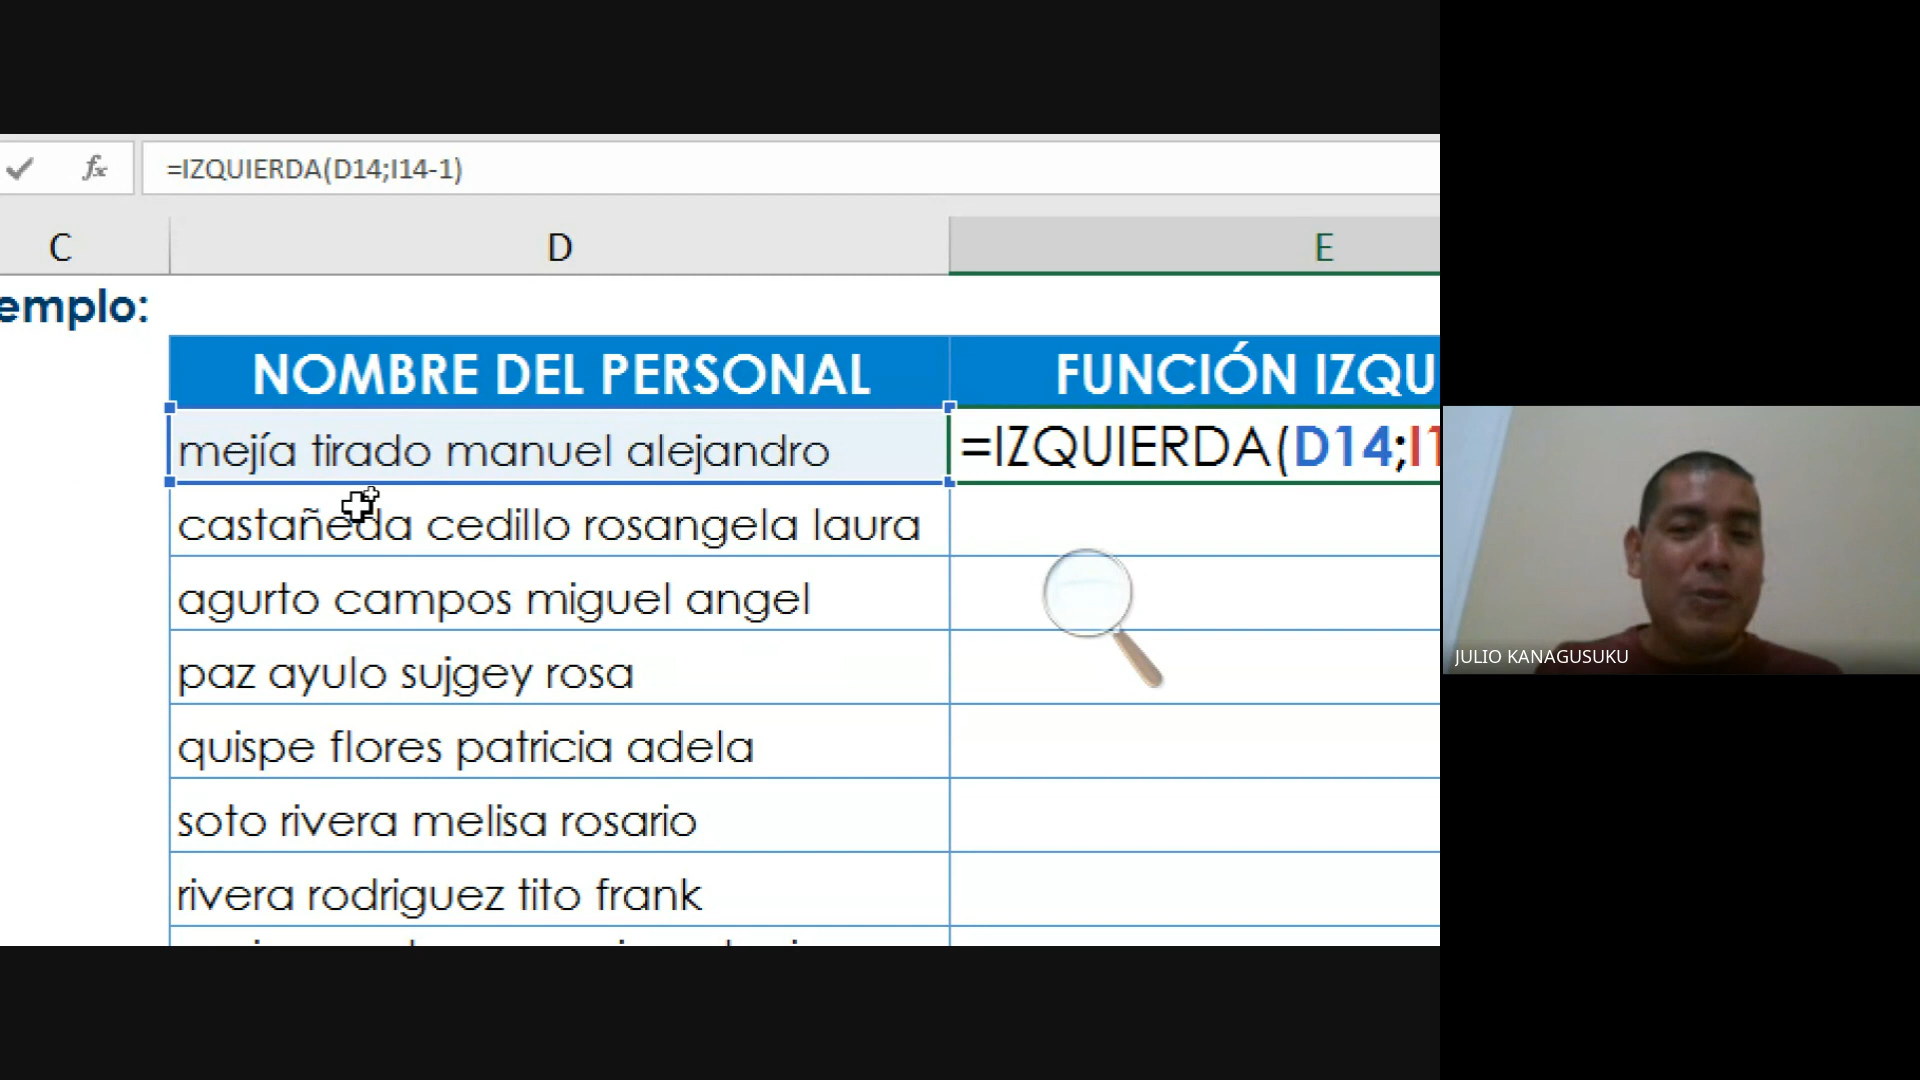 fx =IZQUIERDA(D14;I14-1)
C D E
emplo:
NOMBRE DEL PERSONAL FUNCIÓN IZQU
mejía tirado manuel alejandro =IZQUIERDA(D14;I1
castañeda cedillo rosangela laura
agurto campos miguel angel
paz ayulo sujgey rosa
quispe flores patricia adela
soto rivera melisa rosario
rivera rodriguez tito frank
JULIO KANAGUSUKU